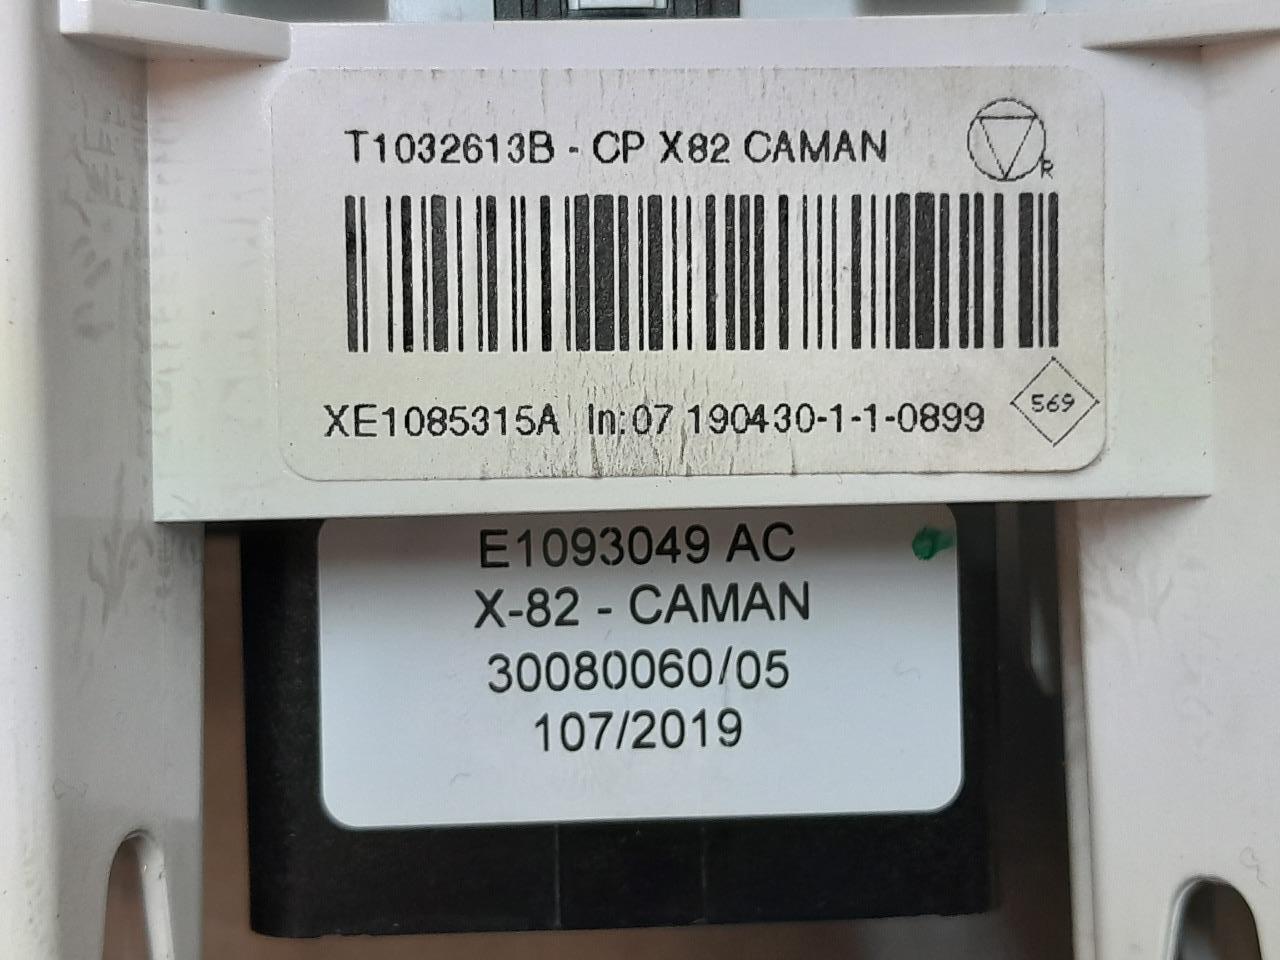 T1032613B - CP X82 CAMAN
R
XE1085315A In:07 190430-1-1-0899
569
E1093049 AC
X-82 - CAMAN
30080060/05
107/2019